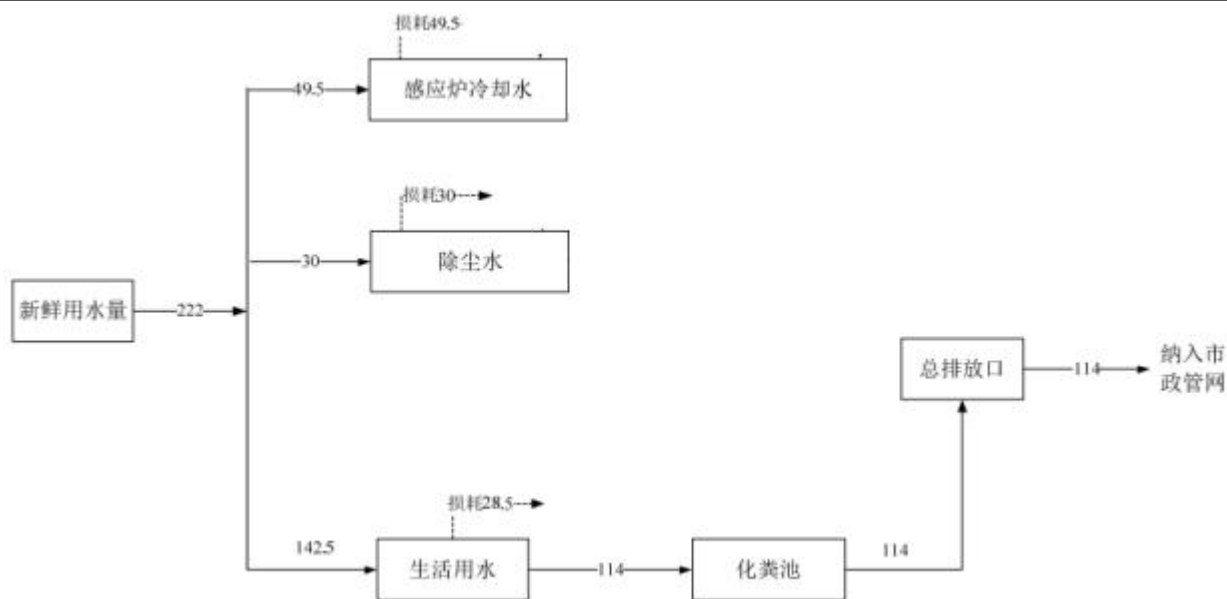 损耗49.5
49.5
感应炉冷却水
损耗30
30
除尘水
新鲜用水量
222
总排放口
114
纳入市
政管网
损耗28.5
142.5
生活用水
114
化粪池
114